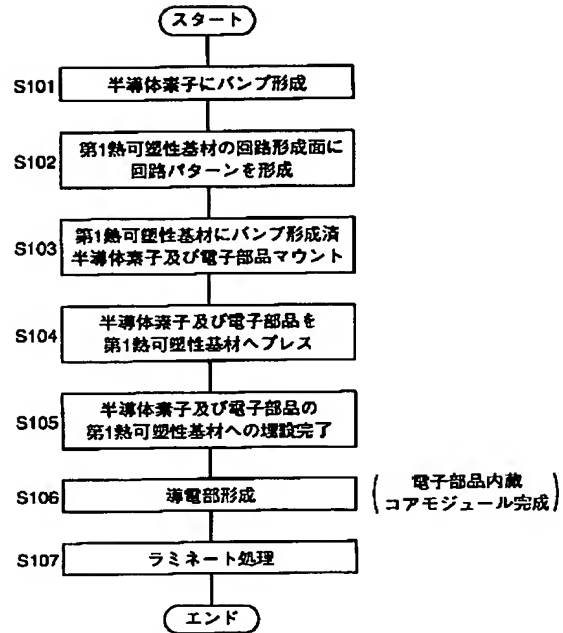 スタート
S101
半導体素子にバンプ形成
S102
第1熱可塑性基材の回路形成面に
回路パターンを形成
S103
第1熱可塑性基材にバンプ形成済
半導体素子及び電子部品マウント
S104
半導体素子及び電子部品を
第1熱可塑性基材へプレス
S105
半導体素子及び電子部品の
第1熱可塑性基材への埋設完了
S106
導電部形成
(電子部品内蔵
コアモジュール完成)
S107
ラミネート処理
エンド